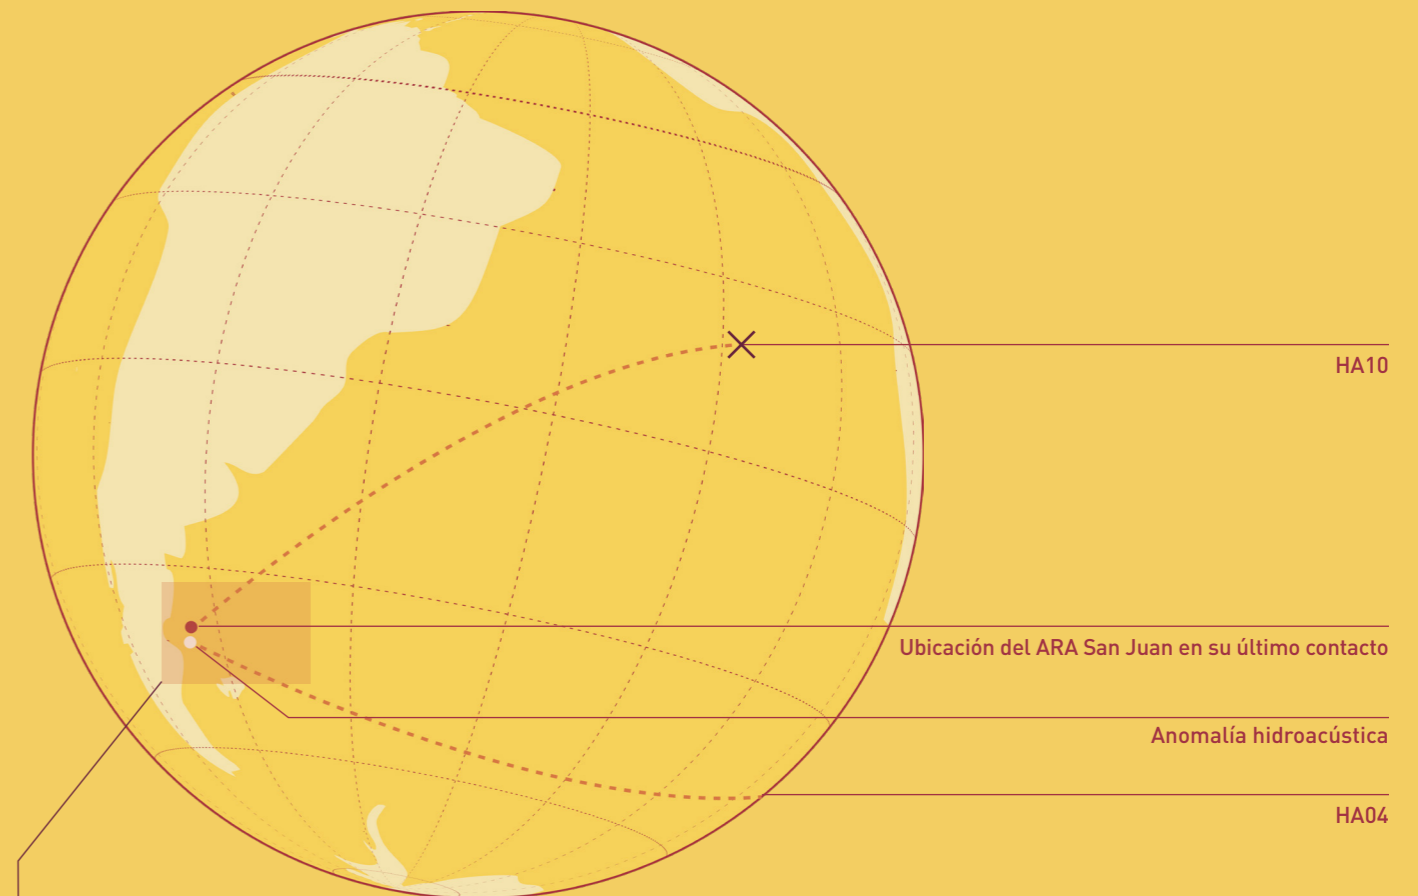 HA10
Ubicación del ARA San Juan en su último contacto
Anomalía hidroacústica
HA04